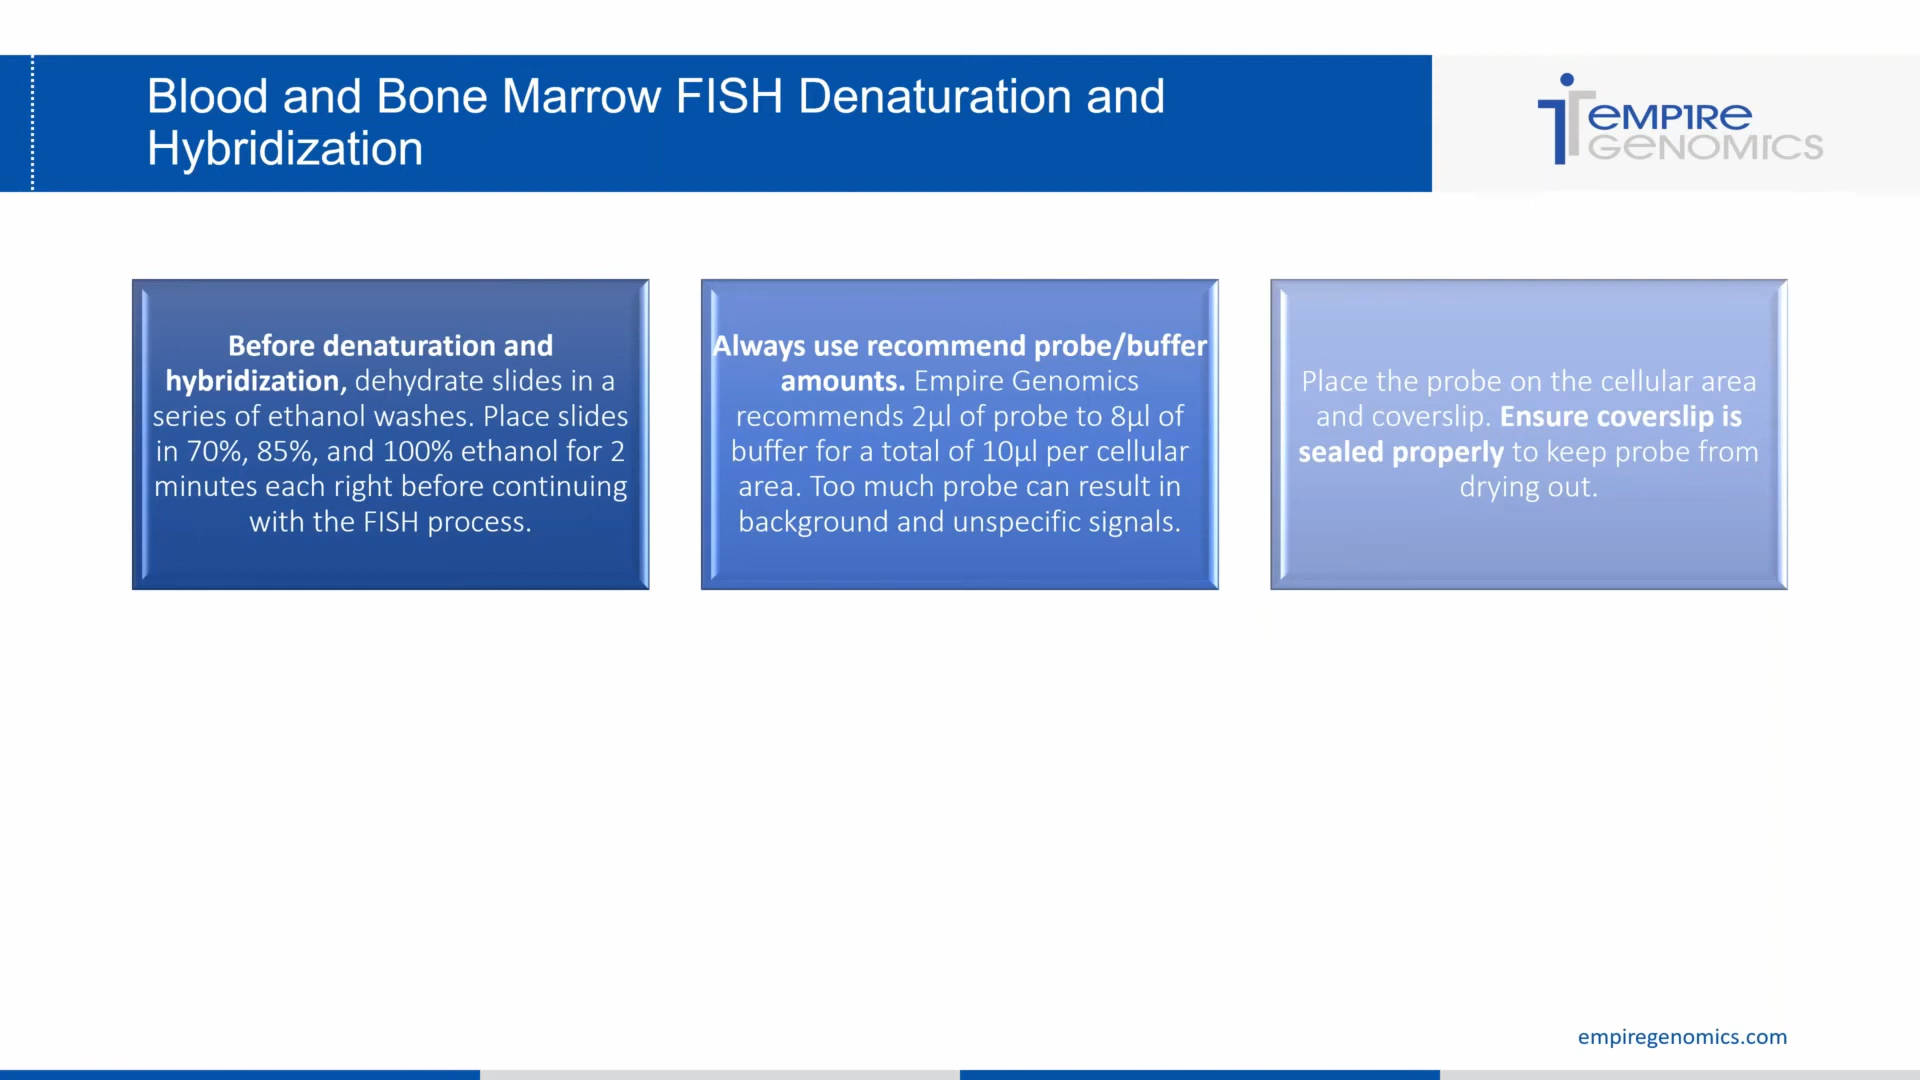 Blood and Bone Marrow FISH Denaturation and
Hybridization
EMPIRE
GENOMICS
Before denaturation and
hybridization, dehydrate slides in a
series of ethanol washes. Place slides
in 70%, 85%, and 100% ethanol for 2
minutes each right before continuing
with the FISH process.
Always use recommend probe/buffer
amounts. Empire Genomics
recommends 2µl of probe to 8µl of
buffer for a total of 10µl per cellular
area. Too much probe can result in
background and unspecific signals.
Place the probe on the cellular area
and coverslip. Ensure coverslip is
sealed properly to keep probe from
drying out.
empiregenomics.com